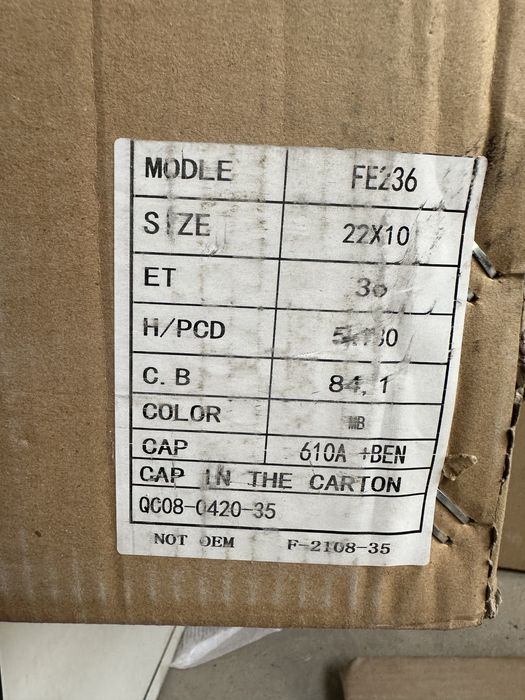 MODLE FE236
SIZE 22X10
ET 30
H/PCD 5x130
C.B 84,1
COLOR MB
CAP 610A +BEN
CAP IN THE CARTON
QC08-0420-35
NOT OEM F-2108-35